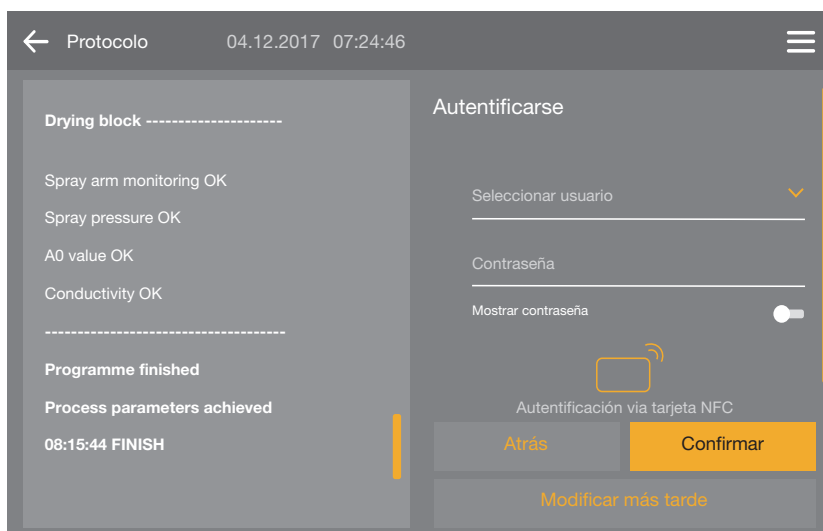 Protocolo 04.12.2017 07:24:46
Drying block ---------------------
Spray arm monitoring OK
Spray pressure OK
A0 value OK
Conductivity OK
-------------------------------------
Programme finished
Process parameters achieved
08:15:44 FINISH
Autentificarse
Seleccionar usuario
Contraseña
Mostrar contraseña
Autentificación via tarjeta NFC
Atrás Confirmar
Modificar más tarde